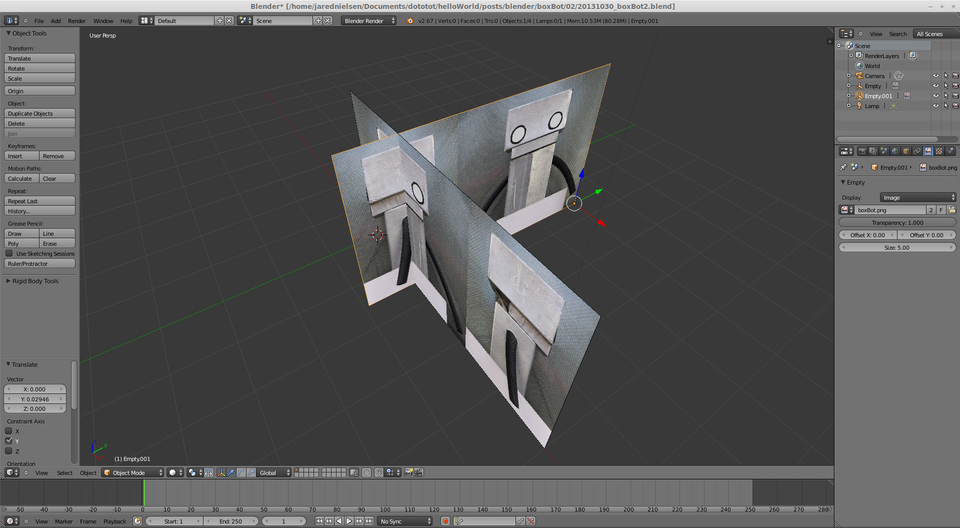 Blender* [/home/jarednielsen/Documents/dototot/helloWorld/posts/blender/boxBot/02/20131030_boxBot2.blend]
File Add Render Window Help Default Scene Blender Render v2.67 | Verts:0 | Faces:0 | Tris:0 | Objects:1/4 | Lamps:0/1 | Mem:10.53M (80.28M) | Empty.001
Object Tools
Transform:
Translate
Rotate
Scale
Origin
Object:
Duplicate Objects
Delete
Join
Keyframes:
Insert Remove
Motion Paths:
Calculate Clear
Repeat:
Repeat Last
History...
Grease Pencil:
Draw Line
Poly Erase
Use Sketching Sessions
Ruler/Protractor
Rigid Body Tools
Translate
Vector
X: 0.000
Y: 0.02946
Z: 0.000
Constraint Axis
X
Y
Z
Orientation
User Persp
(1) Empty.001
View Select Object Object Mode Global
View Search All Scenes
Scene
RenderLayers
World
Camera
Empty
Empty.001
Lamp
Empty.001 boxBot.png
Empty
Display: Image
boxBot.png 2 F
Transparency: 1.000
Offset X: 0.00 Offset Y: 0.00
Size: 5.00
-50 -40 -30 -20 -10 0 10 20 30 40 50 60 70 80 90 100 110 120 130 140 150 160 170 180 190 200 210 220 230 240 250 260 270 280
View Marker Frame Playback Start: 1 End: 250 1 No Sync